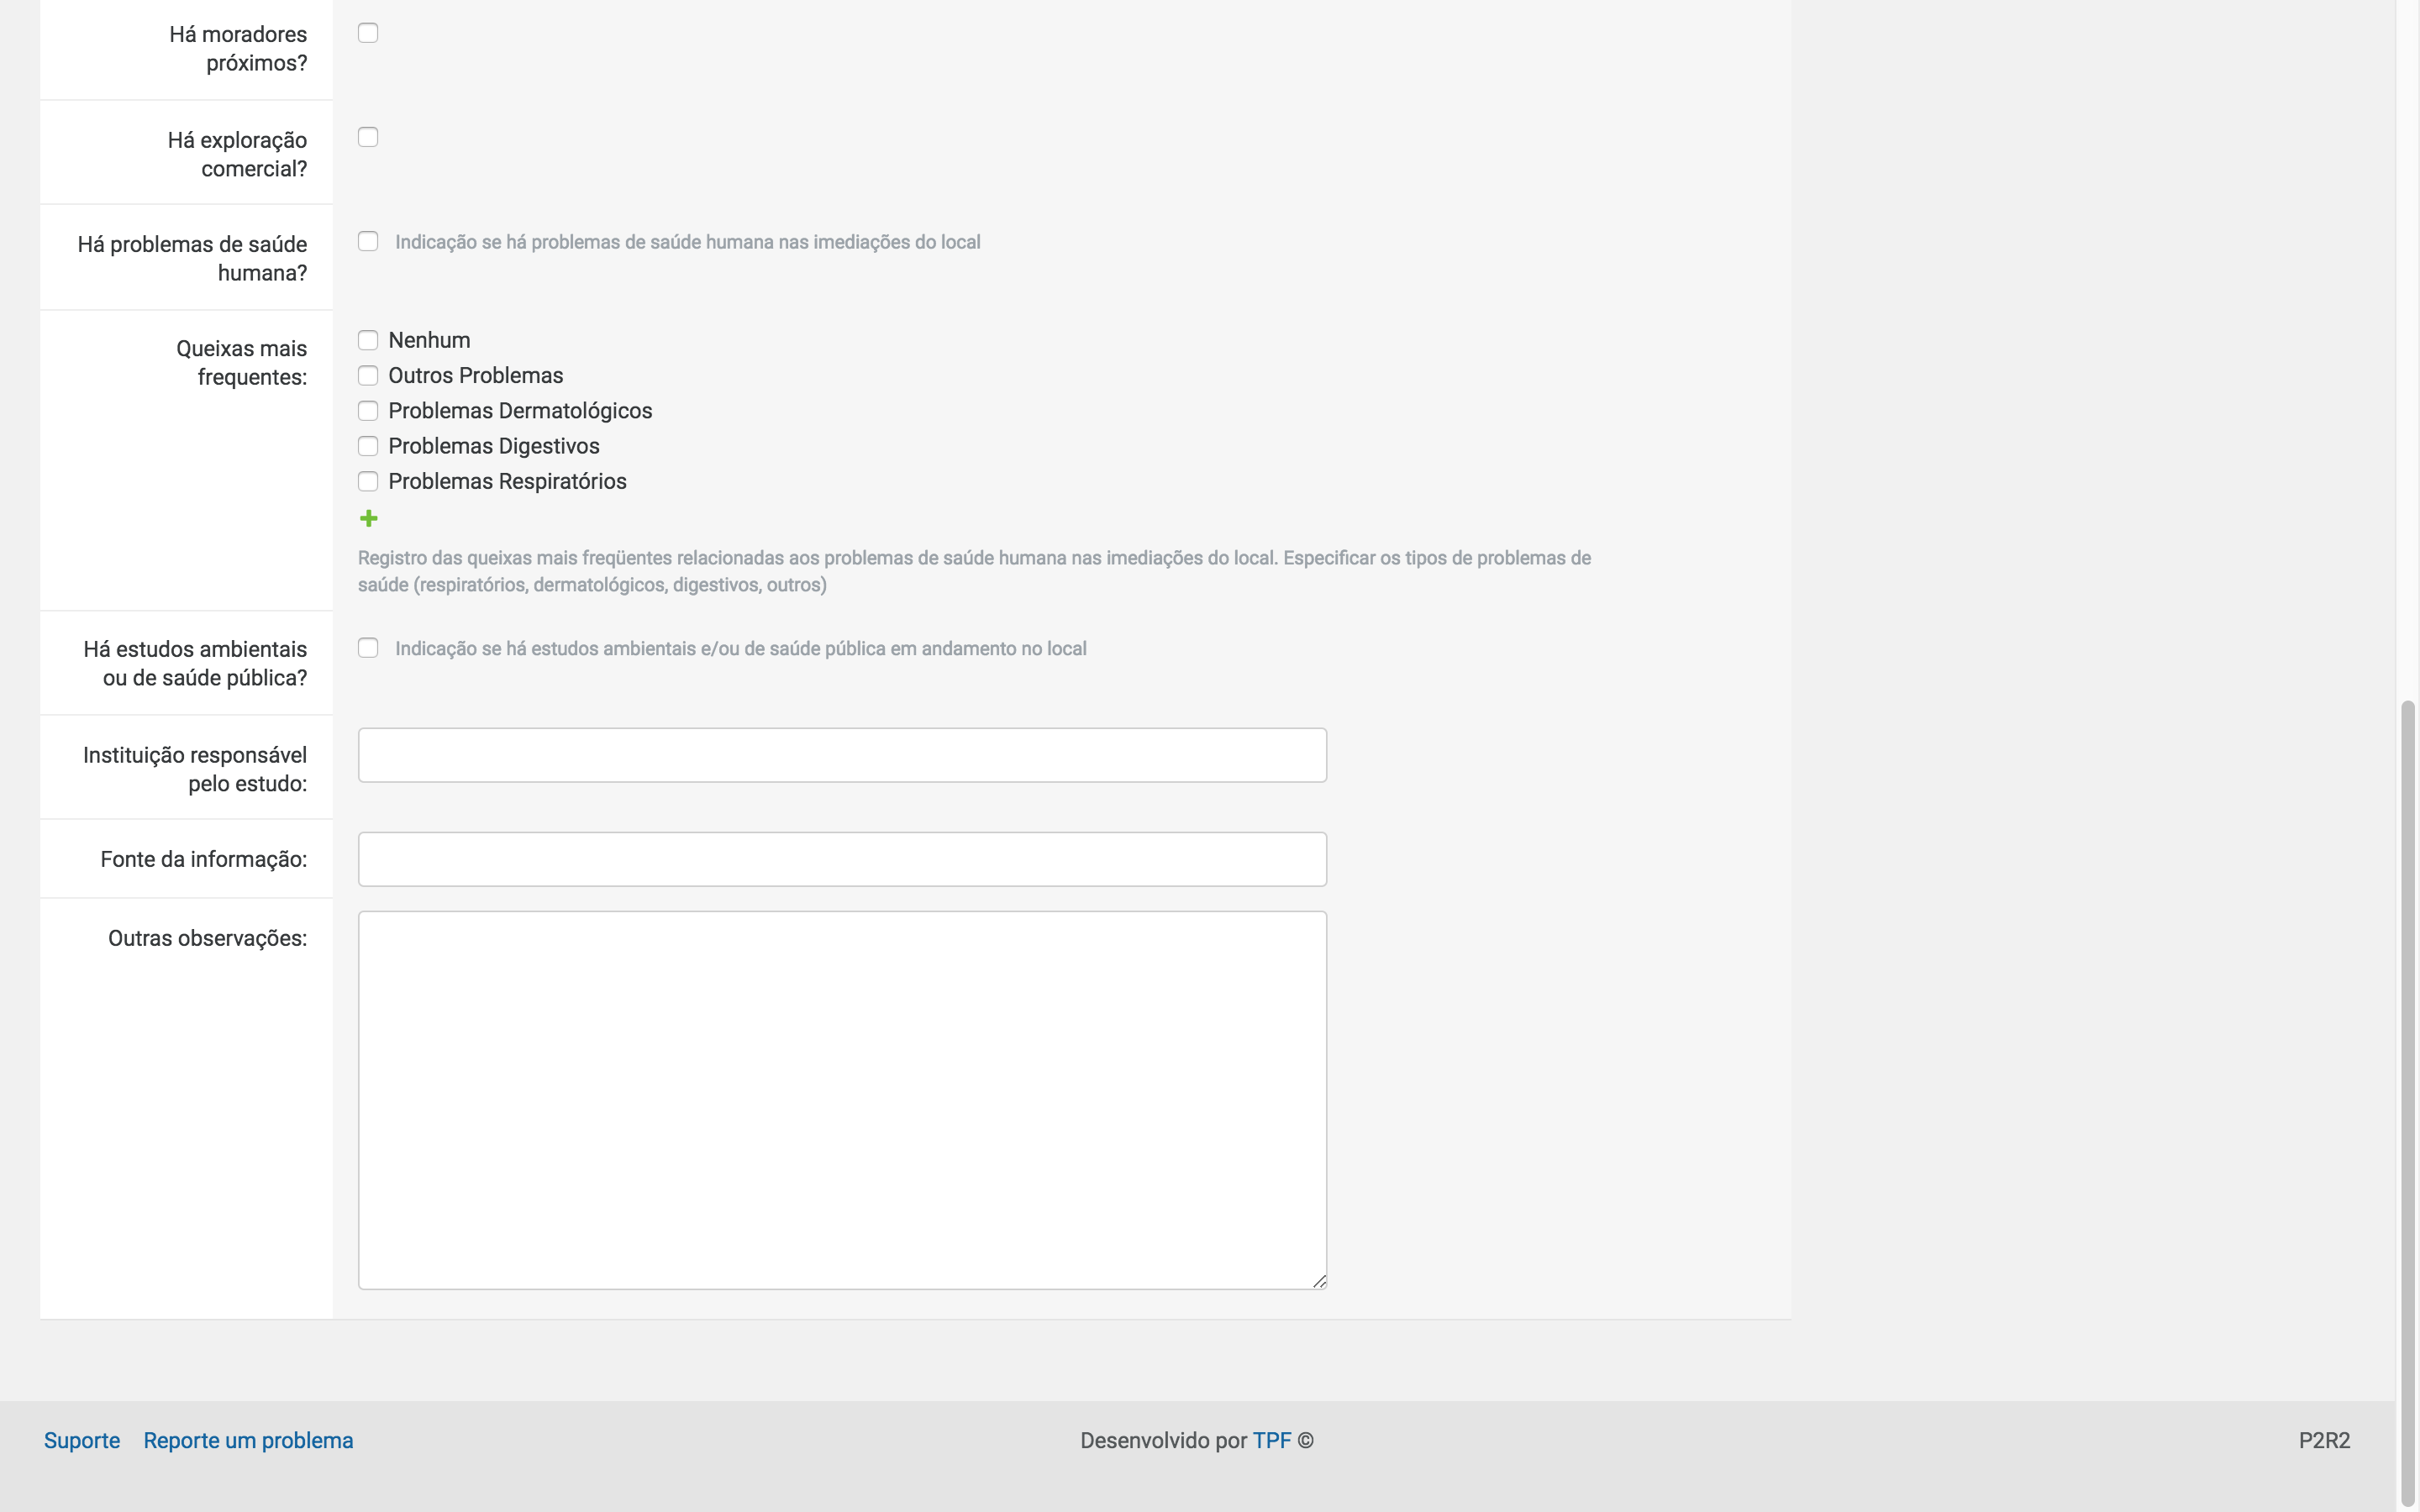 Há moradores
próximos?
Há exploração
comercial?
Há problemas de saúde
humana?
Indicação se há problemas de saúde humana nas imediações do local
Queixas mais
frequentes:
Nenhum
Outros Problemas
Problemas Dermatológicos
Problemas Digestivos
Problemas Respiratórios
Registro das queixas mais freqüentes relacionadas aos problemas de saúde humana nas imediações do local. Especificar os tipos de problemas de
saúde (respiratórios, dermatológicos, digestivos, outros)
Há estudos ambientais
ou de saúde pública?
Indicação se há estudos ambientais e/ou de saúde pública em andamento no local
Instituição responsável
pelo estudo:
Fonte da informação:
Outras observações:
Suporte Reporte um problema Desenvolvido por TPF © P2R2